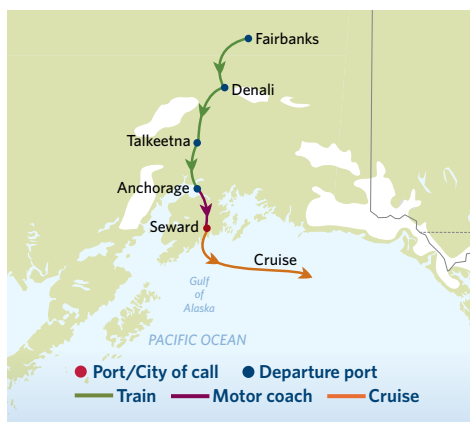 Fairbanks
Denali
Talkeetna
Anchorage
Seward
Cruise
Gulf
of
Alaska
PACIFIC OCEAN
Port/City of call Departure port
Train Motor coach Cruise